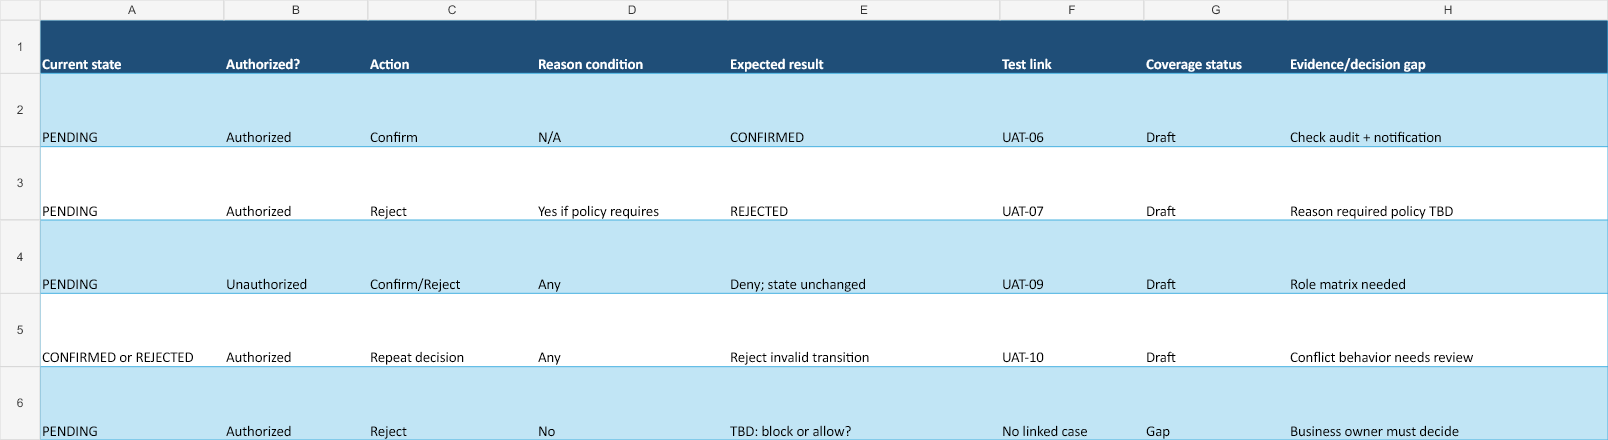 A B C D E F G H
1 Current state Authorized? Action Reason condition Expected result Test link Coverage status Evidence/decision gap
2 PENDING Authorized Confirm N/A CONFIRMED UAT-06 Draft Check audit + notification
3 PENDING Authorized Reject Yes if policy requires REJECTED UAT-07 Draft Reason required policy TBD
4 PENDING Unauthorized Confirm/Reject Any Deny; state unchanged UAT-09 Draft Role matrix needed
5 CONFIRMED or REJECTED Authorized Repeat decision Any Reject invalid transition UAT-10 Draft Conflict behavior needs review
6 PENDING Authorized Reject No TBD: block or allow? No linked case Gap Business owner must decide